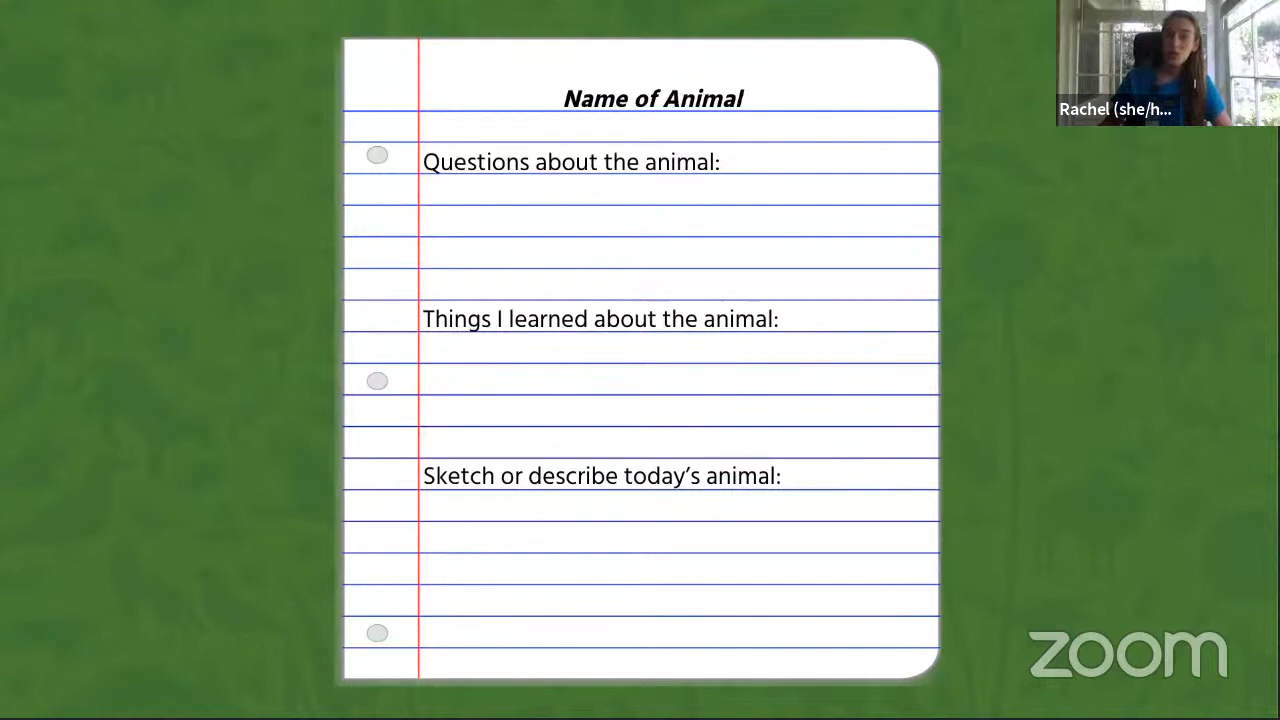 Name of Animal
Rachel (she/h...
Questions about the animal:
Things I learned about the animal:
Sketch or describe today's animal:
zoom